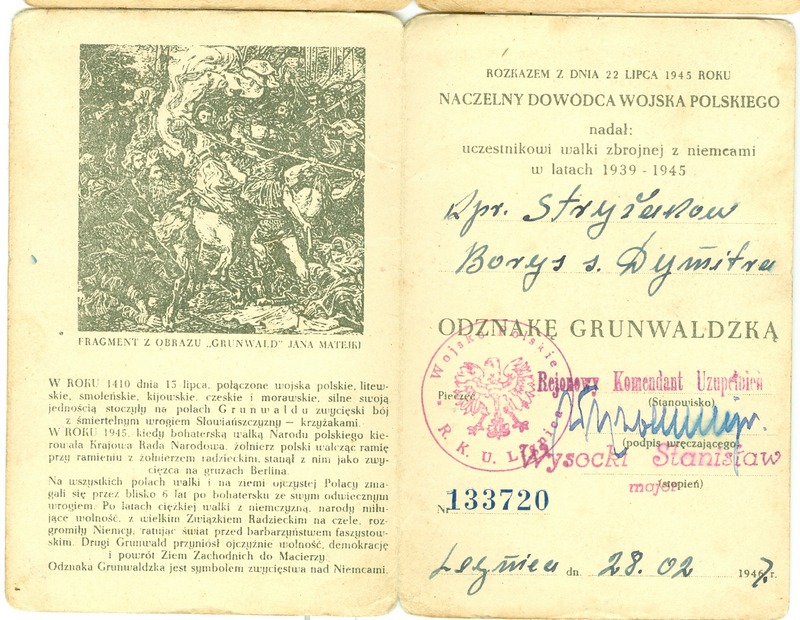 FRAGMENT Z OBRAZU „GRUNWALD" JANA MATEJKI
W ROKU 1410 dnia 15 lipca, połączone wojska polskie, litew-
skie, smoleńskie, kijowskie, czeskie i morawskie, silne swoją
jednością stoczyły na polach Grunwaldu zwycięski bój
z śmiertelnym wrogiem Słowiańszczyzny — krzyżakami.
W ROKU 1945, kiedy bohaterską walką Narodu polskiego kie-
rowała Krajowa Rada Narodowa, żołnierz polski walcząc ramię
przy ramieniu z żołnierzem radzieckim, stanął z nim jako zwy-
cięzca na gruzach Berlina.
Na wszystkich polach walki i na ziemi ojczystej Polacy zma-
gali się przez blisko 6 lat po bohatersku ze swym odwiecznym
wrogiem. Po latach ciężkiej walki z niemczyzną, narody miłu-
jące wolność, z wielkim Związkiem Radzieckim na czele, roz-
gromiły Niemcy, ratując świat przed barbarzyństwem faszystow-
skim. Drugi Grunwald przyniósł ojczyźnie wolność, demokrację
i powrót Ziem Zachodnich do Macierzy.
Odznaka Grunwaldzka jest symbolem zwycięstwa nad Niemcami.
ROZKAZEM Z DNIA 22 LIPCA 1945 ROKU
NACZELNY DOWÓDCA WOJSKA POLSKIEGO
nadał:
uczestnikowi walki zbrojnej z niemcami
w latach 1939 - 1945
kpr. Stryżakow
Borys s. Dymitra
ODZNAKĘ GRUNWALDZKĄ
Wojsko Polskie
R. K. U. Legnica
Pieczęć
Rejonowy Komendant Uzupełnień
(Stanowisko)
(podpis wręczającego)
Wysocki Stanisław
major
(stopień)
Nr 133720
Legnica dn. 28.02 1947 r.